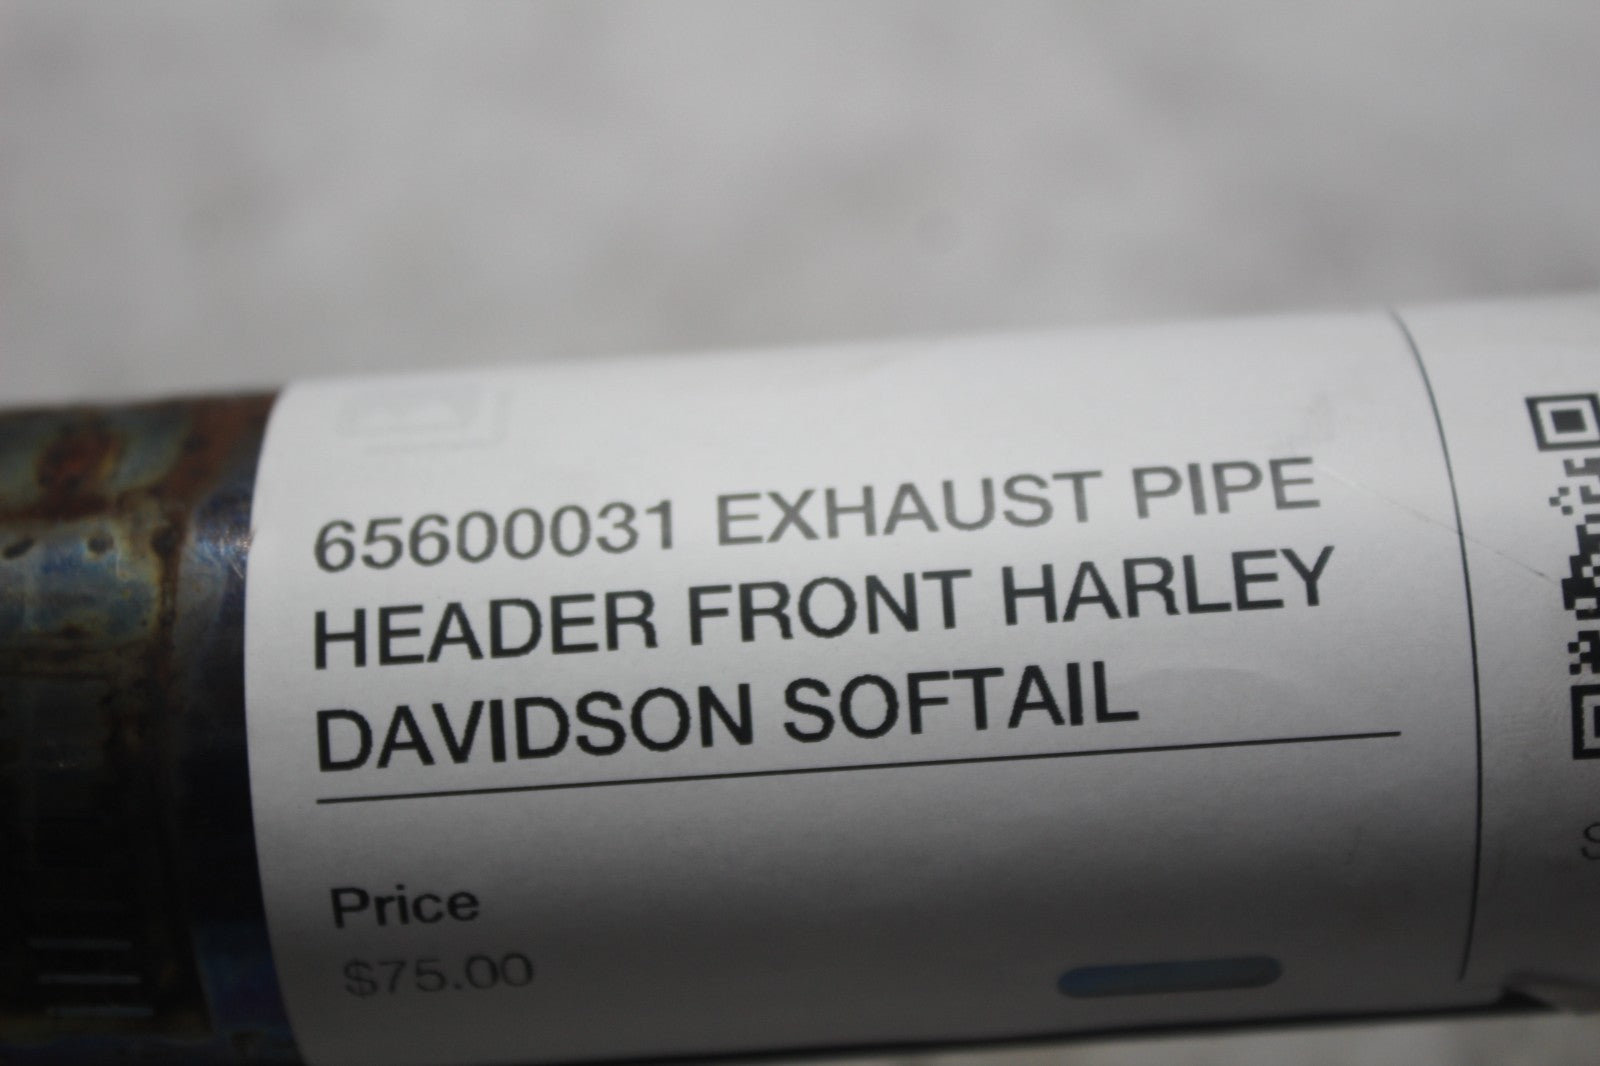 65600031 EXHAUST PIPE
HEADER FRONT HARLEY
DAVIDSON SOFTAIL
Price
$75.00
S